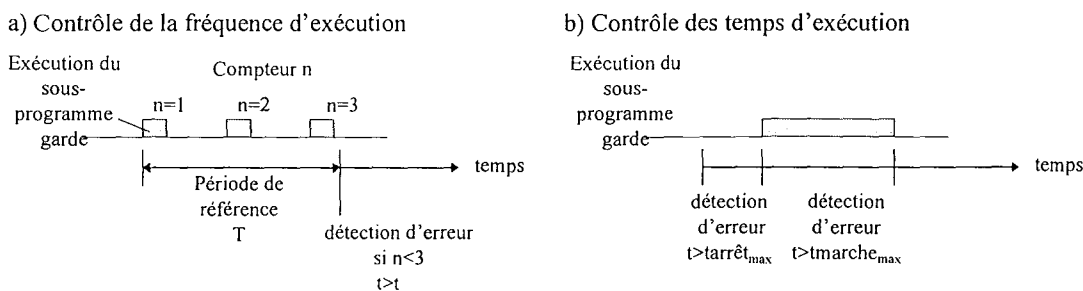 a) Contrôle de la fréquence d'exécution
Exécution du
sous-
programme
garde
Compteur n
n=1
n=2
n=3
temps
Période de
référence
T
détection d'erreur
si n<3
t>t
b) Contrôle des temps d'exécution
Exécution du
sous-
programme
garde
temps
détection
d'erreur
t>tarrêtmax
détection
d'erreur
t>tmarchemax